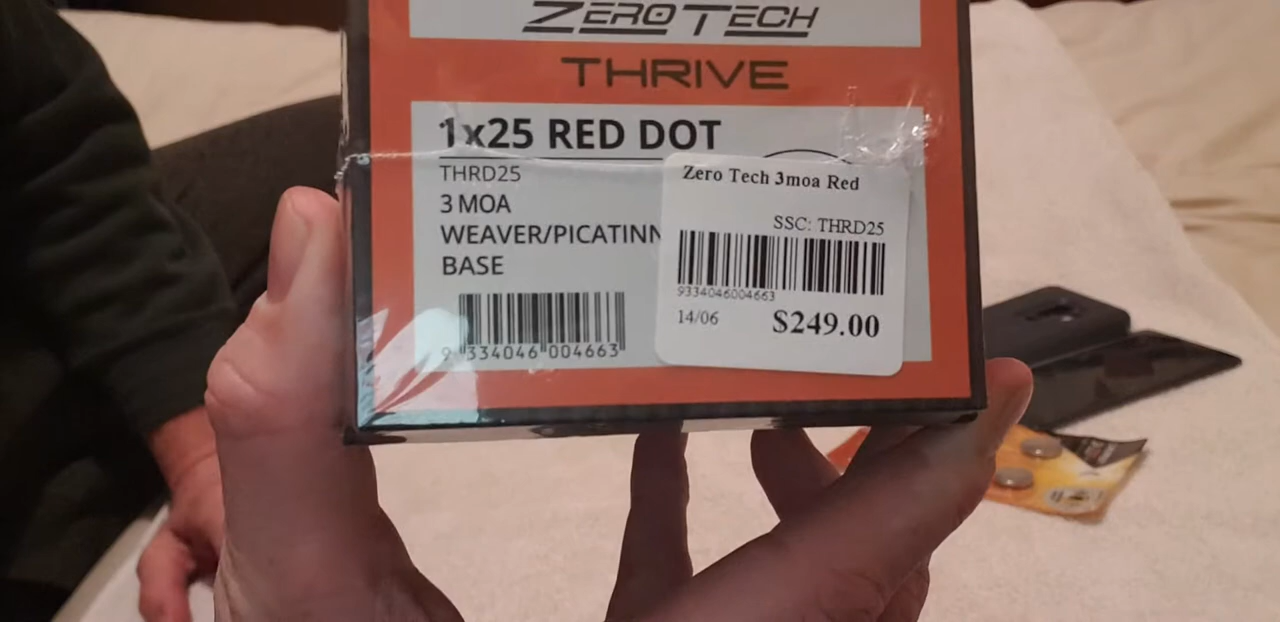 ZEROTECH
THRIVE
1x25 RED DOT
THRD25
3 MOA
WEAVER/PICATINN
BASE
9 334046 004663
Zero Tech 3moa Red
SSC: THRD25
9334046004663
14/06 $249.00